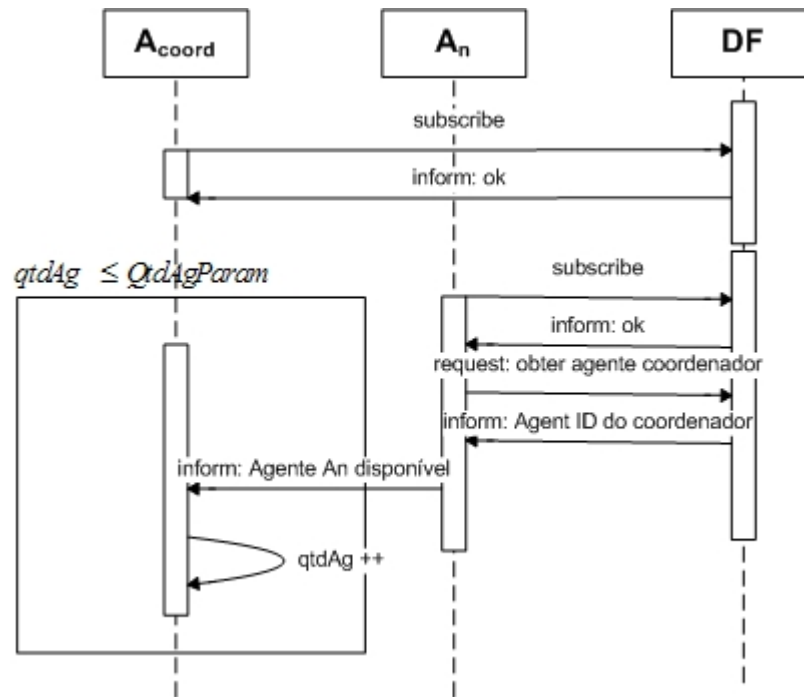 Acoord
An
DF
subscribe
inform: ok
qtdAg ≤ QtdAgParam
subscribe
inform: ok
request: obter agente coordenador
inform: Agent ID do coordenador
inform: Agente An disponível
qtdAg ++